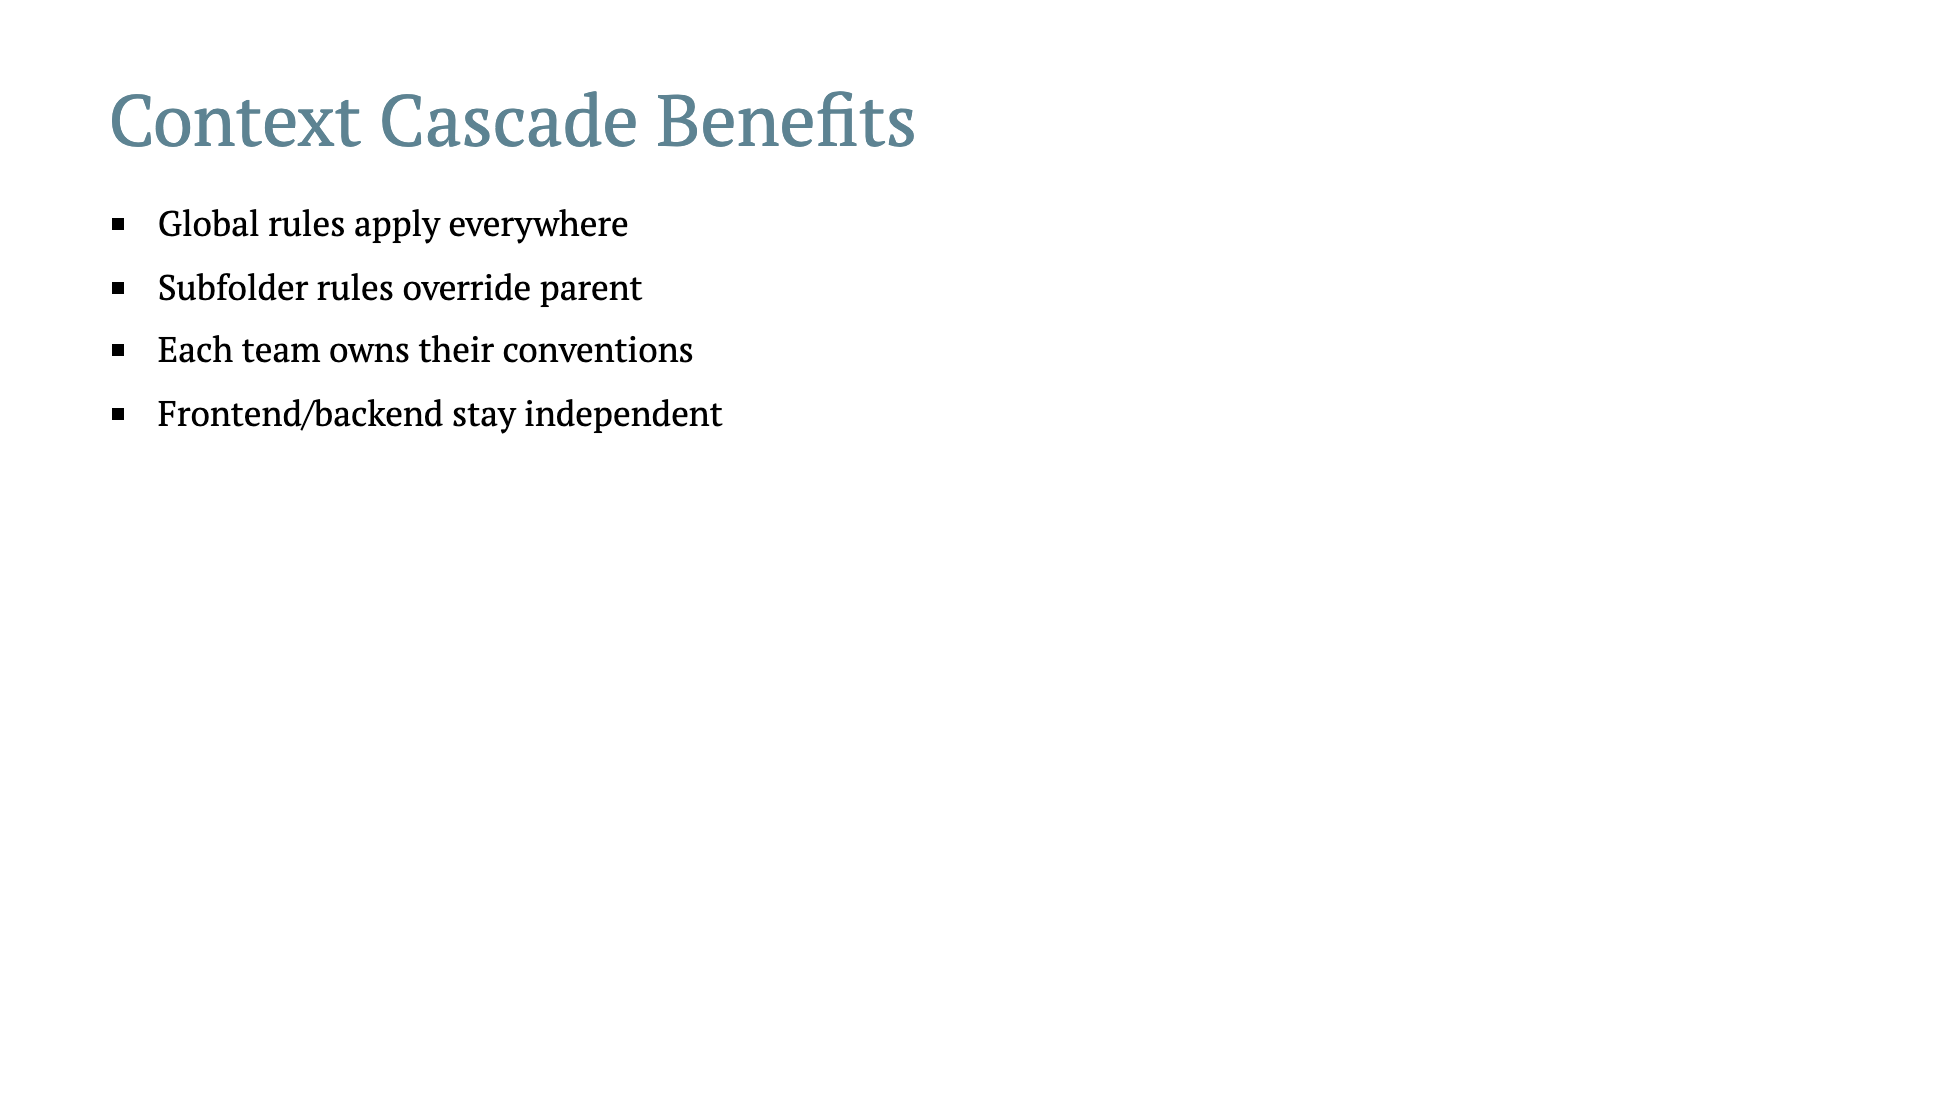 Context Cascade Benefits
▪ Global rules apply everywhere
▪ Subfolder rules override parent
▪ Each team owns their conventions
▪ Frontend/backend stay independent